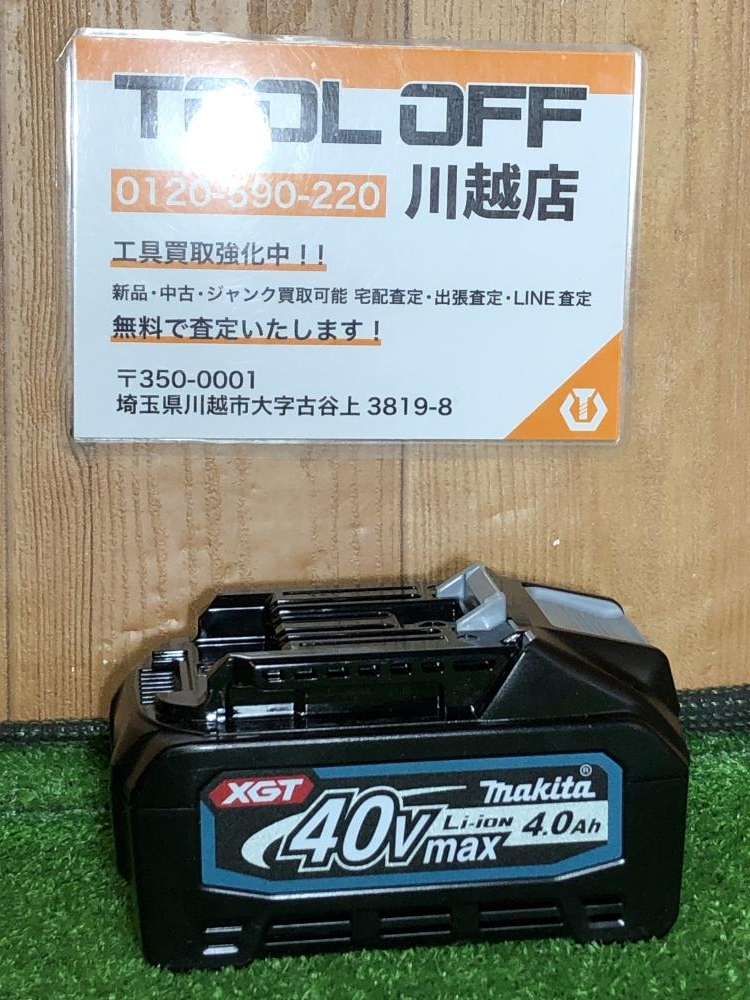 TOOL OFF
0120-590-220 川越店
工具買取強化中!!
新品・中古・ジャンク買取可能 宅配査定・出張査定・LINE査定
無料で査定いたします!
〒350-0001
埼玉県川越市大字古谷上 3819-8
XGT makita®
40Vmax Li-ion 4.0Ah